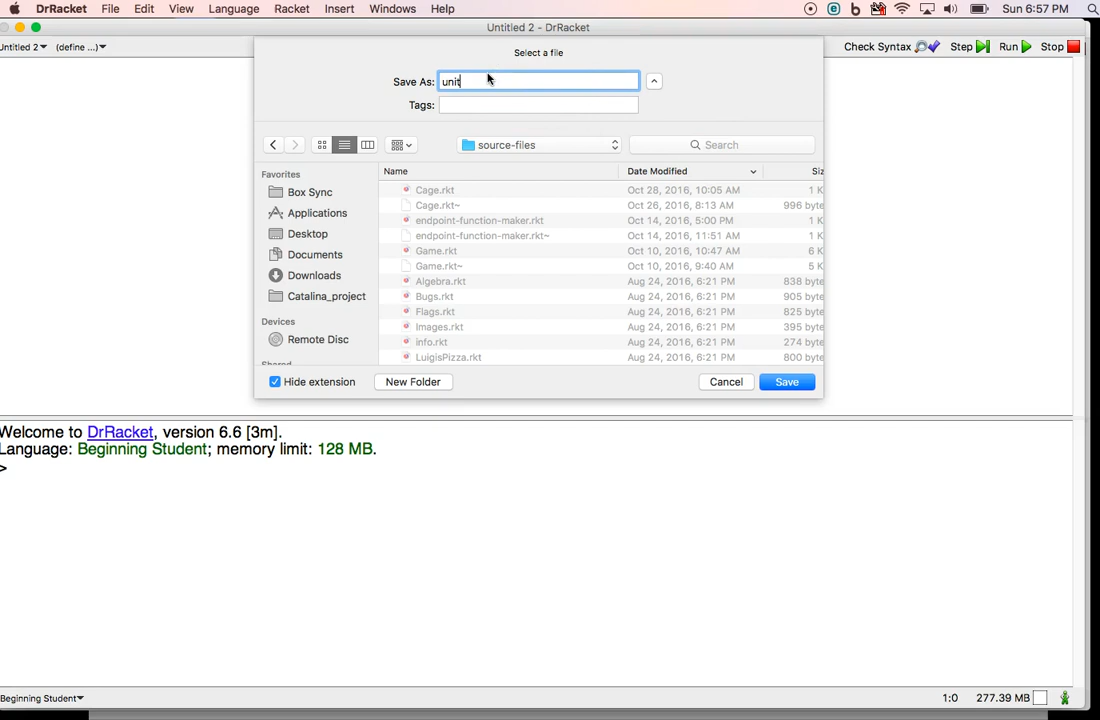 DrRacket File Edit View Language Racket Insert Windows Help Sun 6:57 PM
Untitled 2 - DrRacket
Untitled 2 (define ...) Check Syntax Step Run Stop
Select a file
Save As: unit
Tags:
source-files Search
Favorites
Box Sync
Applications
Desktop
Documents
Downloads
Catalina_project
Devices
Remote Disc
Shared
Name Date Modified Siz
Cage.rkt Oct 28, 2016, 10:05 AM 1 K
Cage.rkt~ Oct 26, 2016, 8:13 AM 996 byte
endpoint-function-maker.rkt Oct 14, 2016, 5:00 PM 1 K
endpoint-function-maker.rkt~ Oct 14, 2016, 11:51 AM 1 K
Game.rkt Oct 10, 2016, 10:47 AM 6 K
Game.rkt~ Oct 10, 2016, 9:40 AM 5 K
Algebra.rkt Aug 24, 2016, 6:21 PM 838 byte
Bugs.rkt Aug 24, 2016, 6:21 PM 905 byte
Flags.rkt Aug 24, 2016, 6:21 PM 825 byte
Images.rkt Aug 24, 2016, 6:21 PM 395 byte
info.rkt Aug 24, 2016, 6:21 PM 274 byte
LuigisPizza.rkt Aug 24, 2016, 6:21 PM 800 byte
Hide extension New Folder Cancel Save
Welcome to DrRacket, version 6.6 [3m].
Language: Beginning Student; memory limit: 128 MB.
>
Beginning Student 1:0 277.39 MB